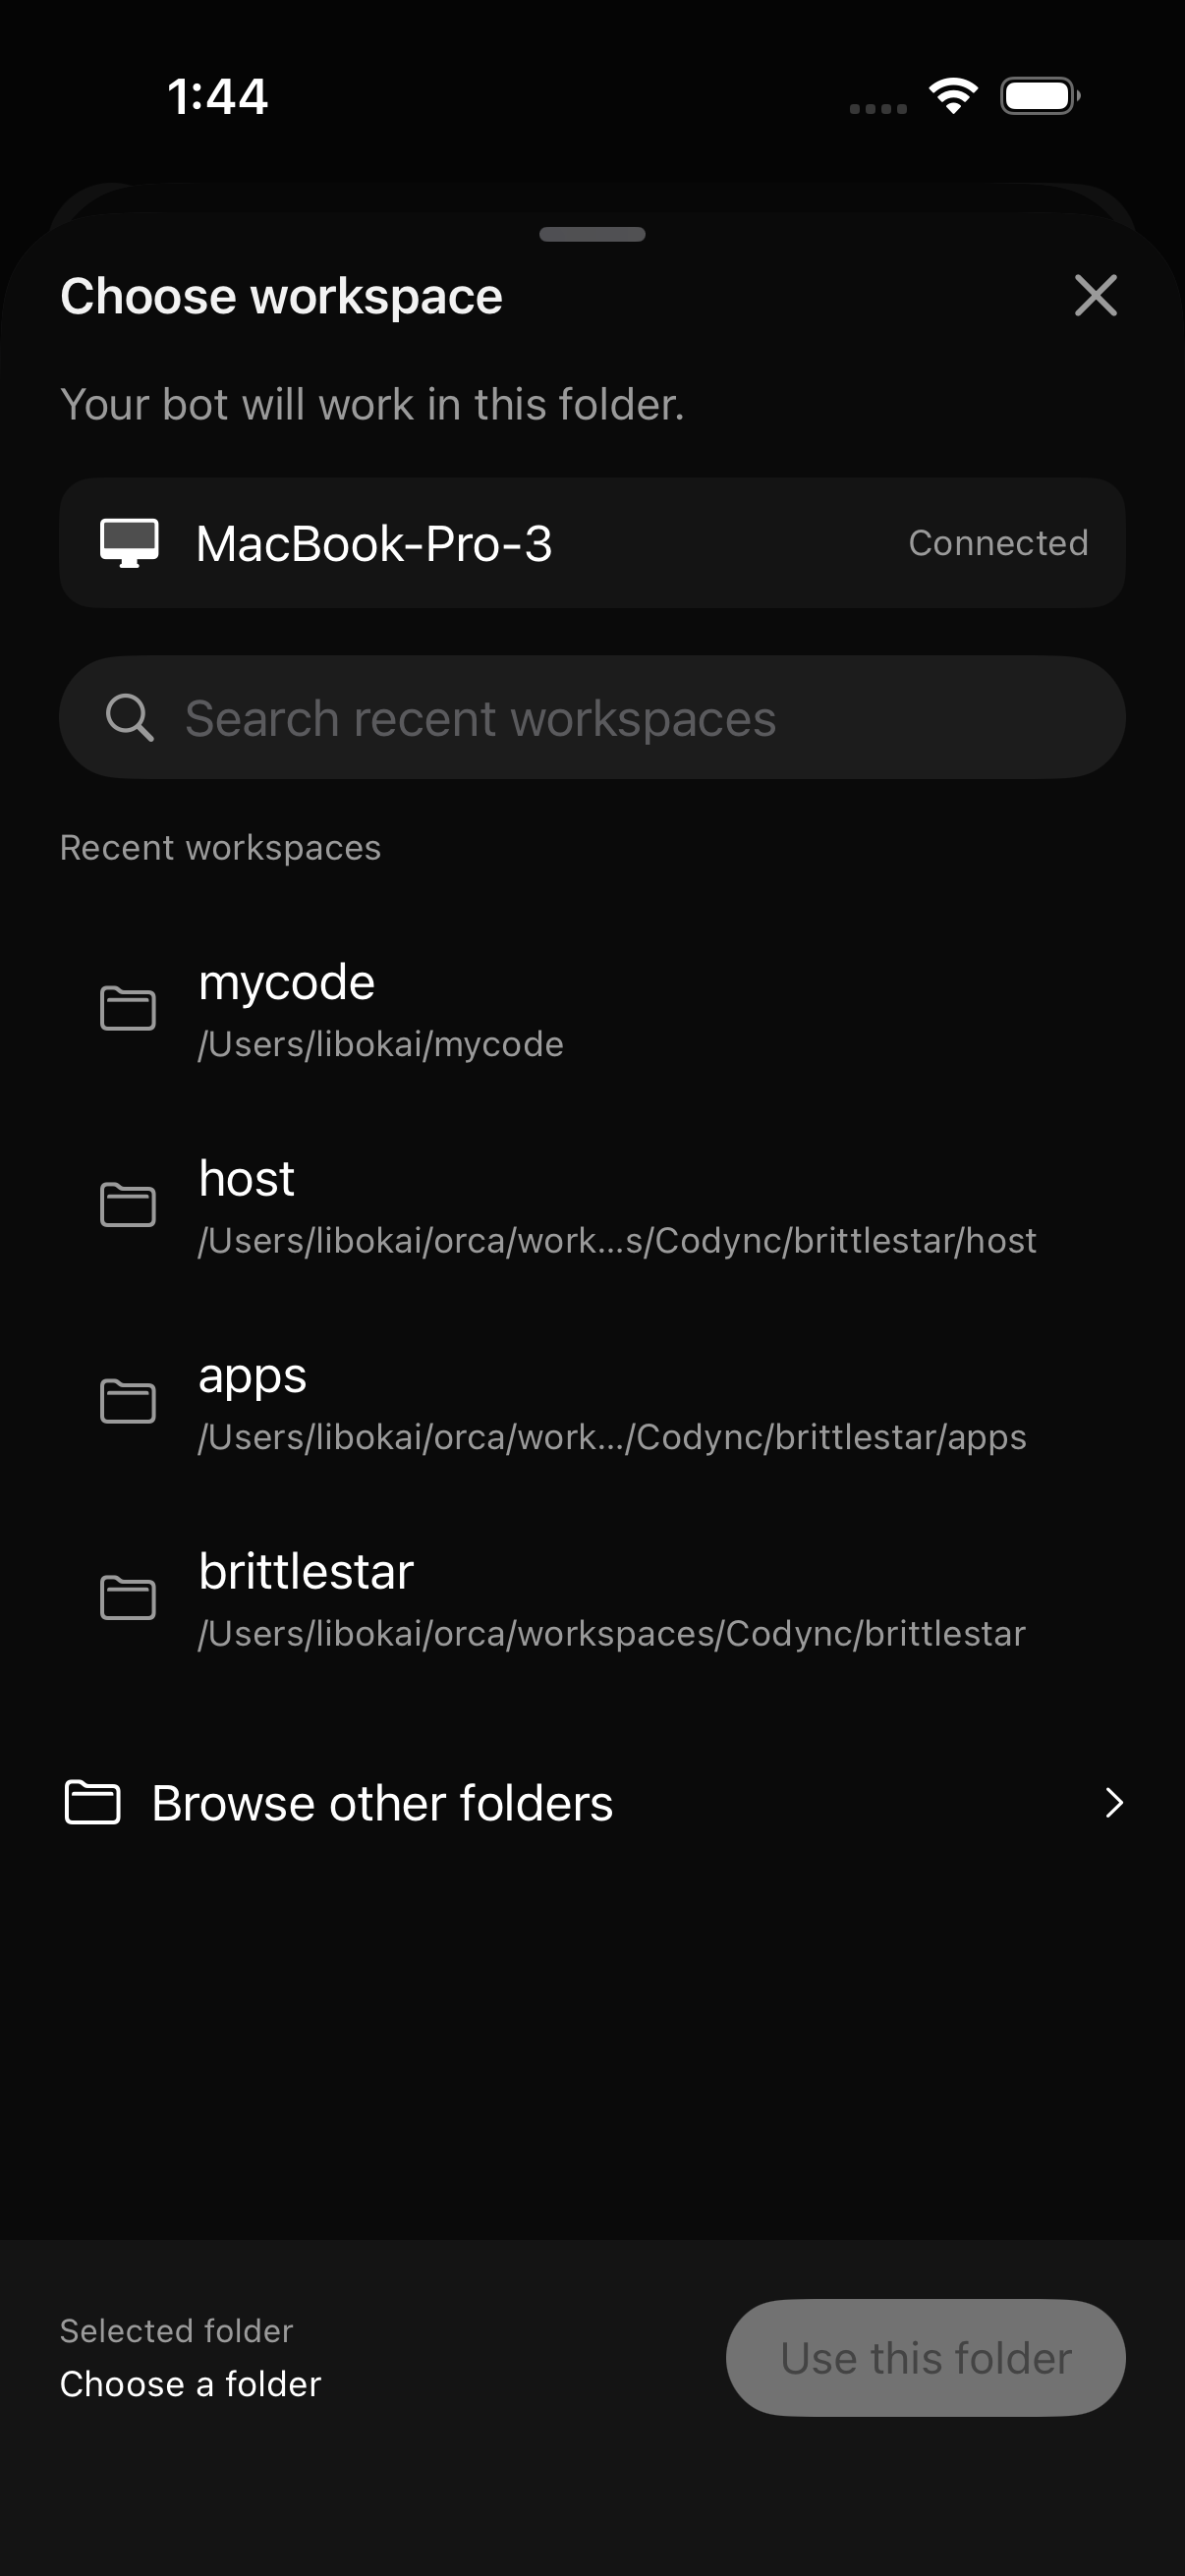 1:44
Choose workspace
Your bot will work in this folder.
MacBook-Pro-3
Connected
Search recent workspaces
Recent workspaces
mycode
/Users/libokai/mycode
host
/Users/libokai/orca/work...s/Codync/brittlestar/host
apps
/Users/libokai/orca/work.../Codync/brittlestar/apps
brittlestar
/Users/libokai/orca/workspaces/Codync/brittlestar
Browse other folders
Selected folder
Choose a folder
Use this folder